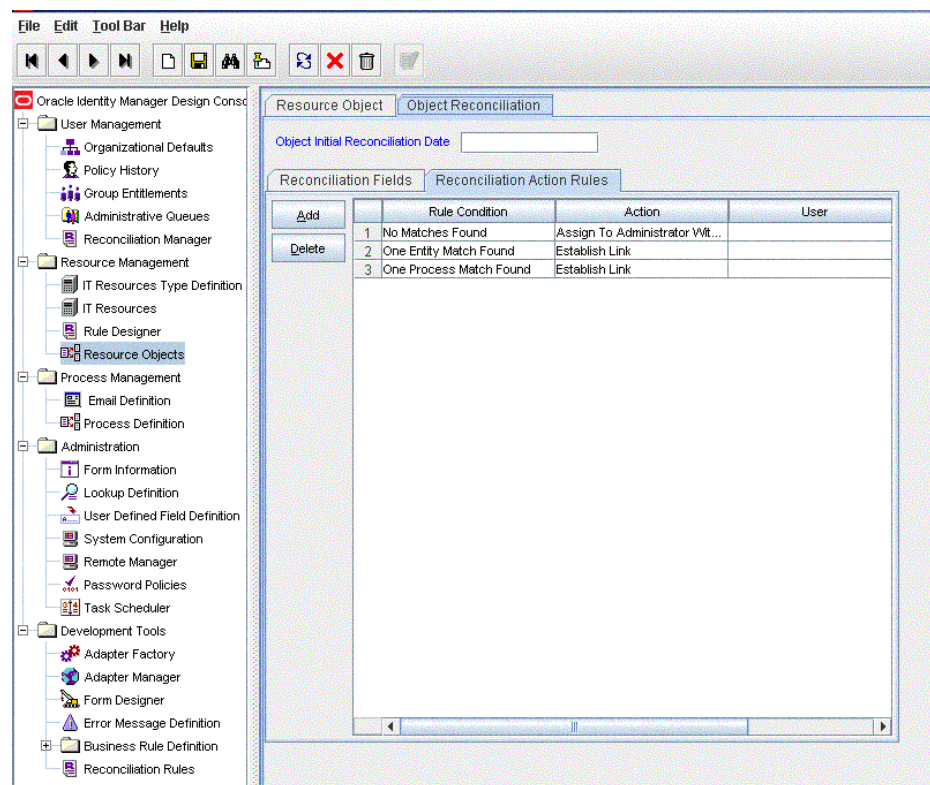 File Edit Tool Bar Help
Oracle Identity Manager Design Consc
User Management
Organizational Defaults
Policy History
Group Entitlements
Administrative Queues
Reconciliation Manager
Resource Management
IT Resources Type Definition
IT Resources
Rule Designer
Resource Objects
Process Management
Email Definition
Process Definition
Administration
Form Information
Lookup Definition
User Defined Field Definition
System Configuration
Remote Manager
Password Policies
Task Scheduler
Development Tools
Adapter Factory
Adapter Manager
Form Designer
Error Message Definition
Business Rule Definition
Reconciliation Rules
Resource Object Object Reconciliation
Object Initial Reconciliation Date
Reconciliation Fields Reconciliation Action Rules
Add
Delete
Rule Condition Action User
1 No Matches Found Assign To Administrator Wit...
2 One Entity Match Found Establish Link
3 One Process Match Found Establish Link